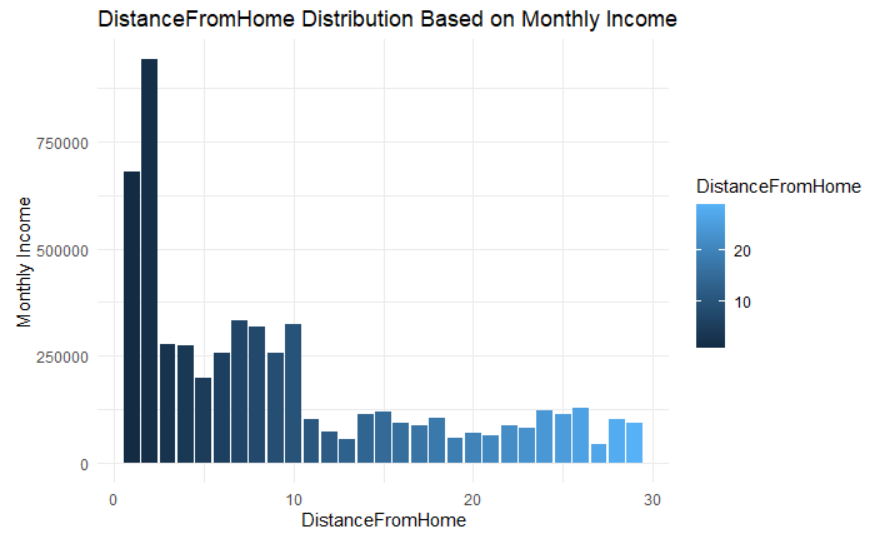 DistanceFromHome Distribution Based on Monthly Income
Monthly Income
750000
500000
250000
0
0 10 20 30
DistanceFromHome
DistanceFromHome
20
10